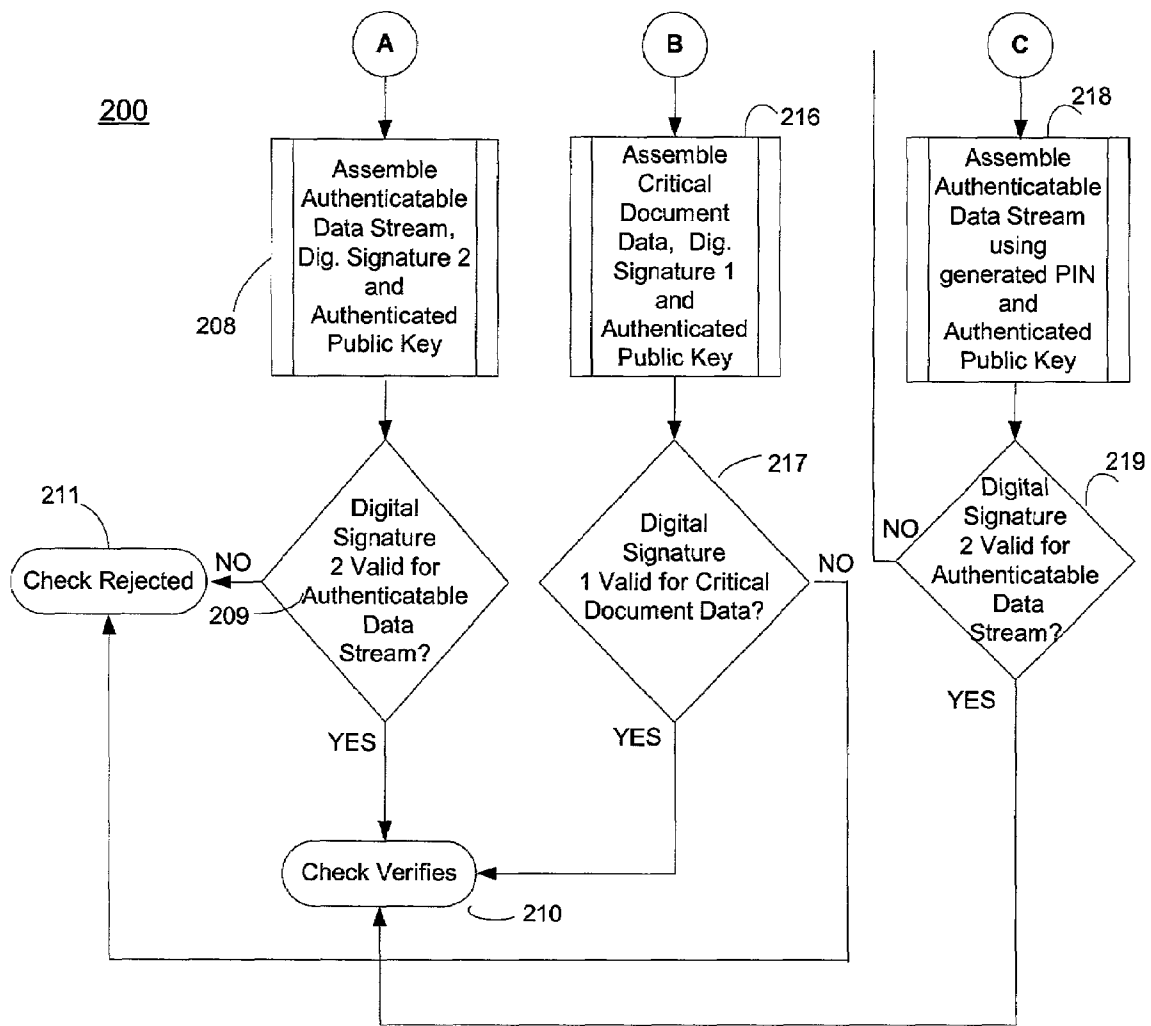 A
B
C
200
216
218
Assemble
Authenticatable
Data Stream,
Dig. Signature 2
and
Authenticated
Public Key
208
Assemble
Critical
Document
Data, Dig.
Signature 1
and
Authenticated
Public Key
Assemble
Authenticatable
Data Stream
using
generated PIN
and
Authenticated
Public Key
211
Check Rejected
NO
209
Digital
Signature
2 Valid for
Authenticatable
Data
Stream?
YES
217
Digital
Signature
1 Valid for Critical
Document Data?
NO
YES
219
NO
Digital
Signature
2 Valid for
Authenticatable
Data
Stream?
YES
Check Verifies
210